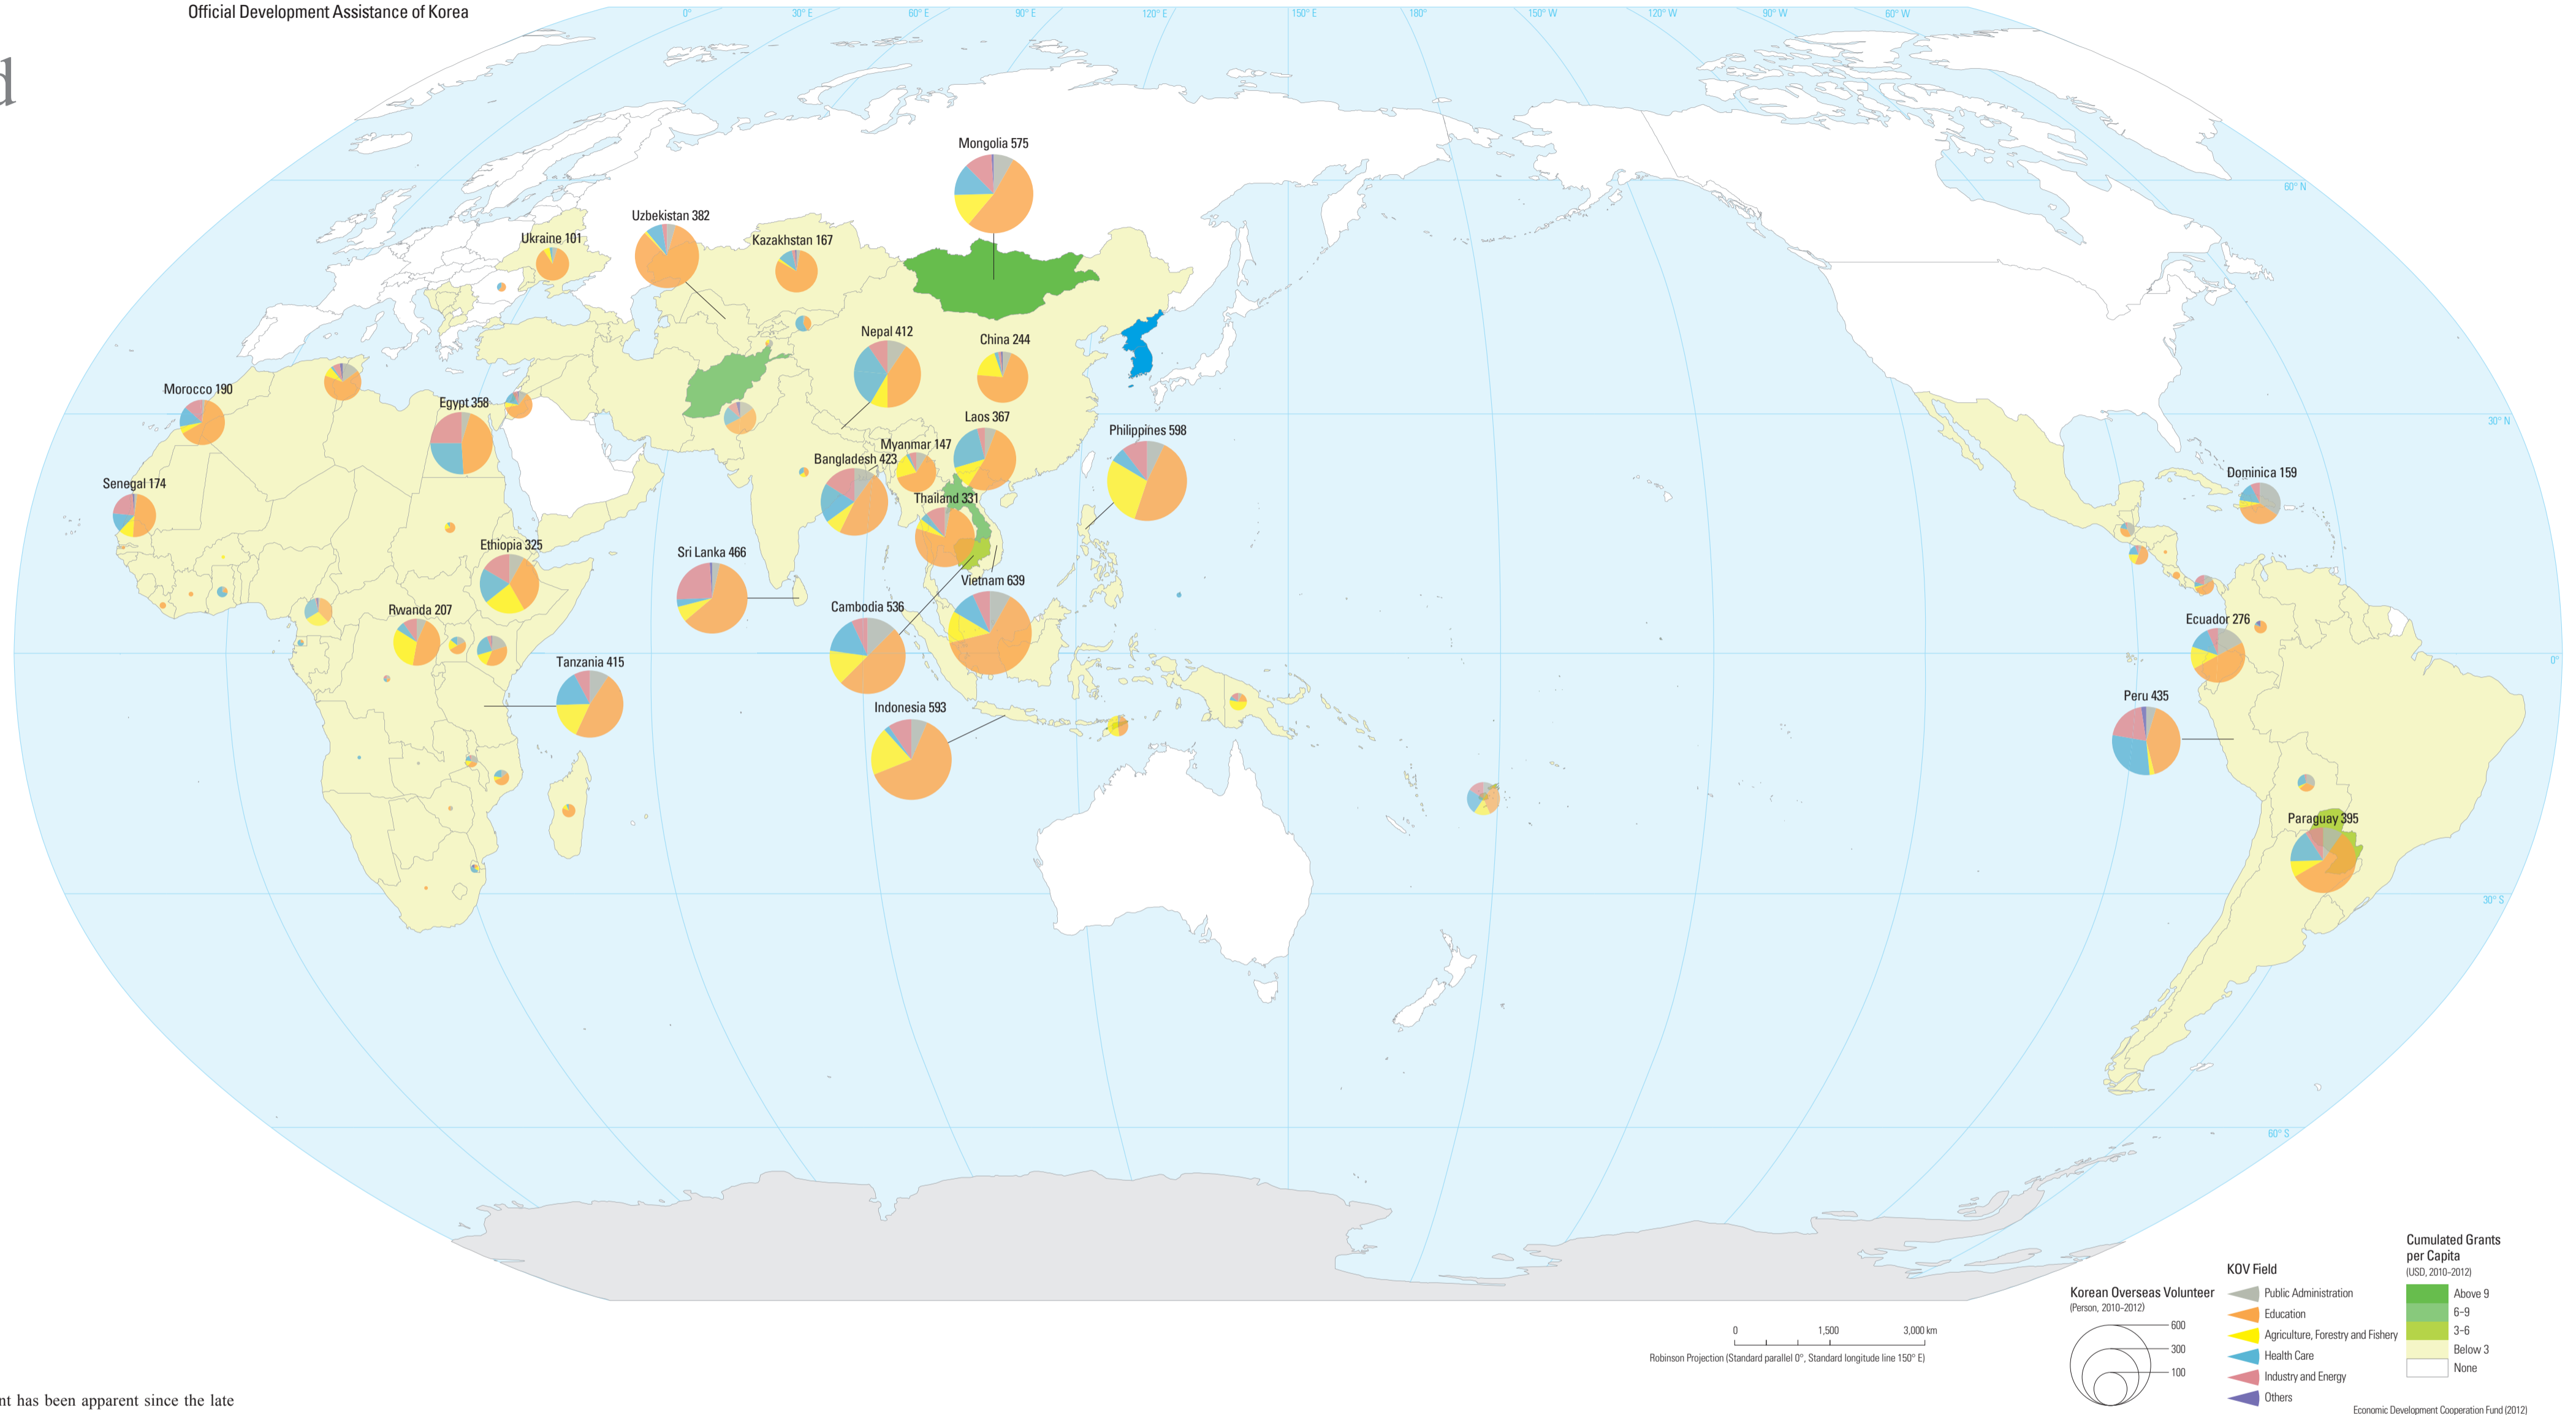 Official Development Assistance of Korea
d
0°
30° E
60° E
90° E
120° E
150° E
180°
150° W
120° W
90° W
60° W
60° N
30° N
0°
30° S
60° S
Mongolia 575
Uzbekistan 382
Ukraine 101
Kazakhstan 167
Nepal 412
China 244
Morocco 190
Egypt 358
Laos 367
Philippines 598
Myanmar 147
Bangladesh 423
Senegal 174
Dominica 159
Thailand 331
Ethiopia 325
Sri Lanka 466
Vietnam 639
Cambodia 536
Rwanda 207
Ecuador 276
Tanzania 415
Peru 435
Indonesia 593
Paraguay 395
0 1,500 3,000 km
Robinson Projection (Standard parallel 0°, Standard longitude line 150° E)
Korean Overseas Volunteer
(Person, 2010-2012)
600
300
100
KOV Field
Public Administration
Education
Agriculture, Forestry and Fishery
Health Care
Industry and Energy
Others
Cumulated Grants
per Capita
(USD, 2010-2012)
Above 9
6-9
3-6
Below 3
None
Economic Development Cooperation Fund (2012)
nt has been apparent since the late